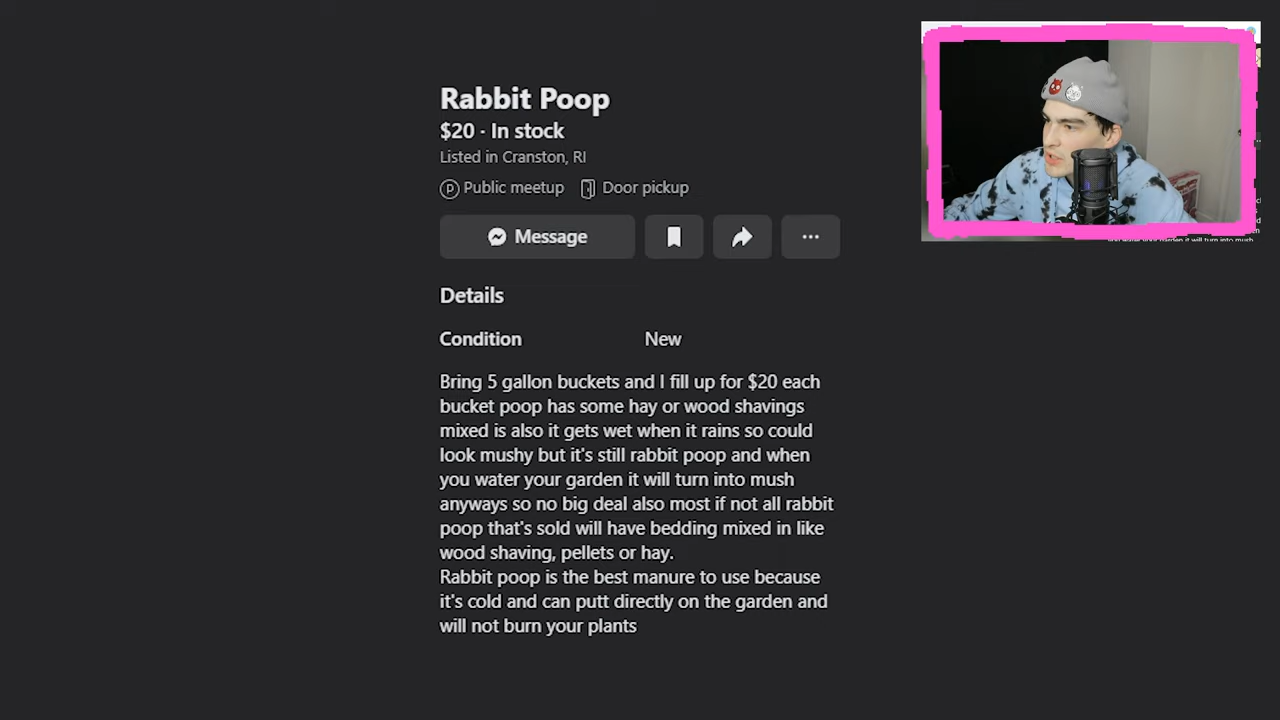 Rabbit Poop
$20 · In stock
Listed in Cranston, RI
Public meetup Door pickup
Message
Details
Condition New
Bring 5 gallon buckets and I fill up for $20 each
bucket poop has some hay or wood shavings
mixed is also it gets wet when it rains so could
look mushy but it's still rabbit poop and when
you water your garden it will turn into mush
anyways so no big deal also most if not all rabbit
poop that's sold will have bedding mixed in like
wood shaving, pellets or hay.
Rabbit poop is the best manure to use because
it's cold and can putt directly on the garden and
will not burn your plants